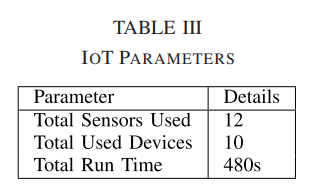 TABLE III
IOT PARAMETERS
Parameter Details
Total Sensors Used 12
Total Used Devices 10
Total Run Time 480s